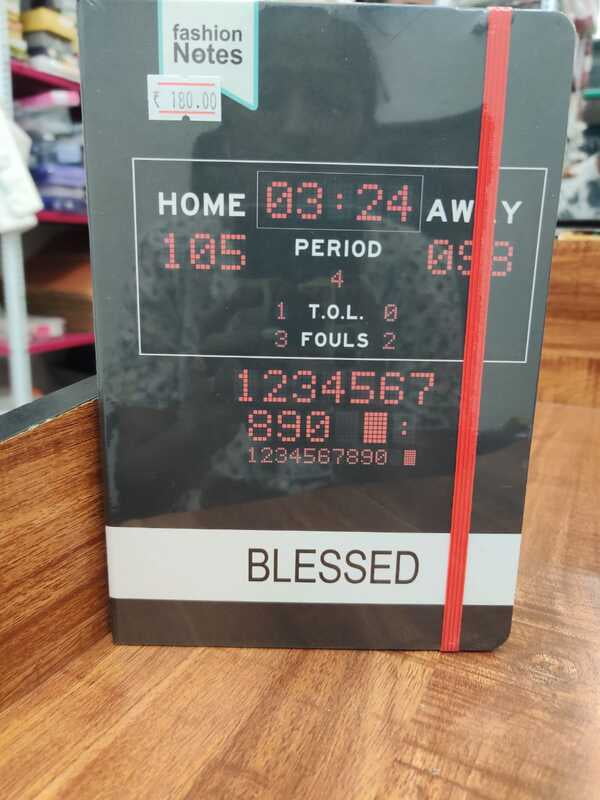 fashion
Notes
₹ 180.00
HOME 03:24 AWAY
105 PERIOD
4
1 T.O.L. 0
3 FOULS 2
1234567
890 :
1234567890
BLESSED